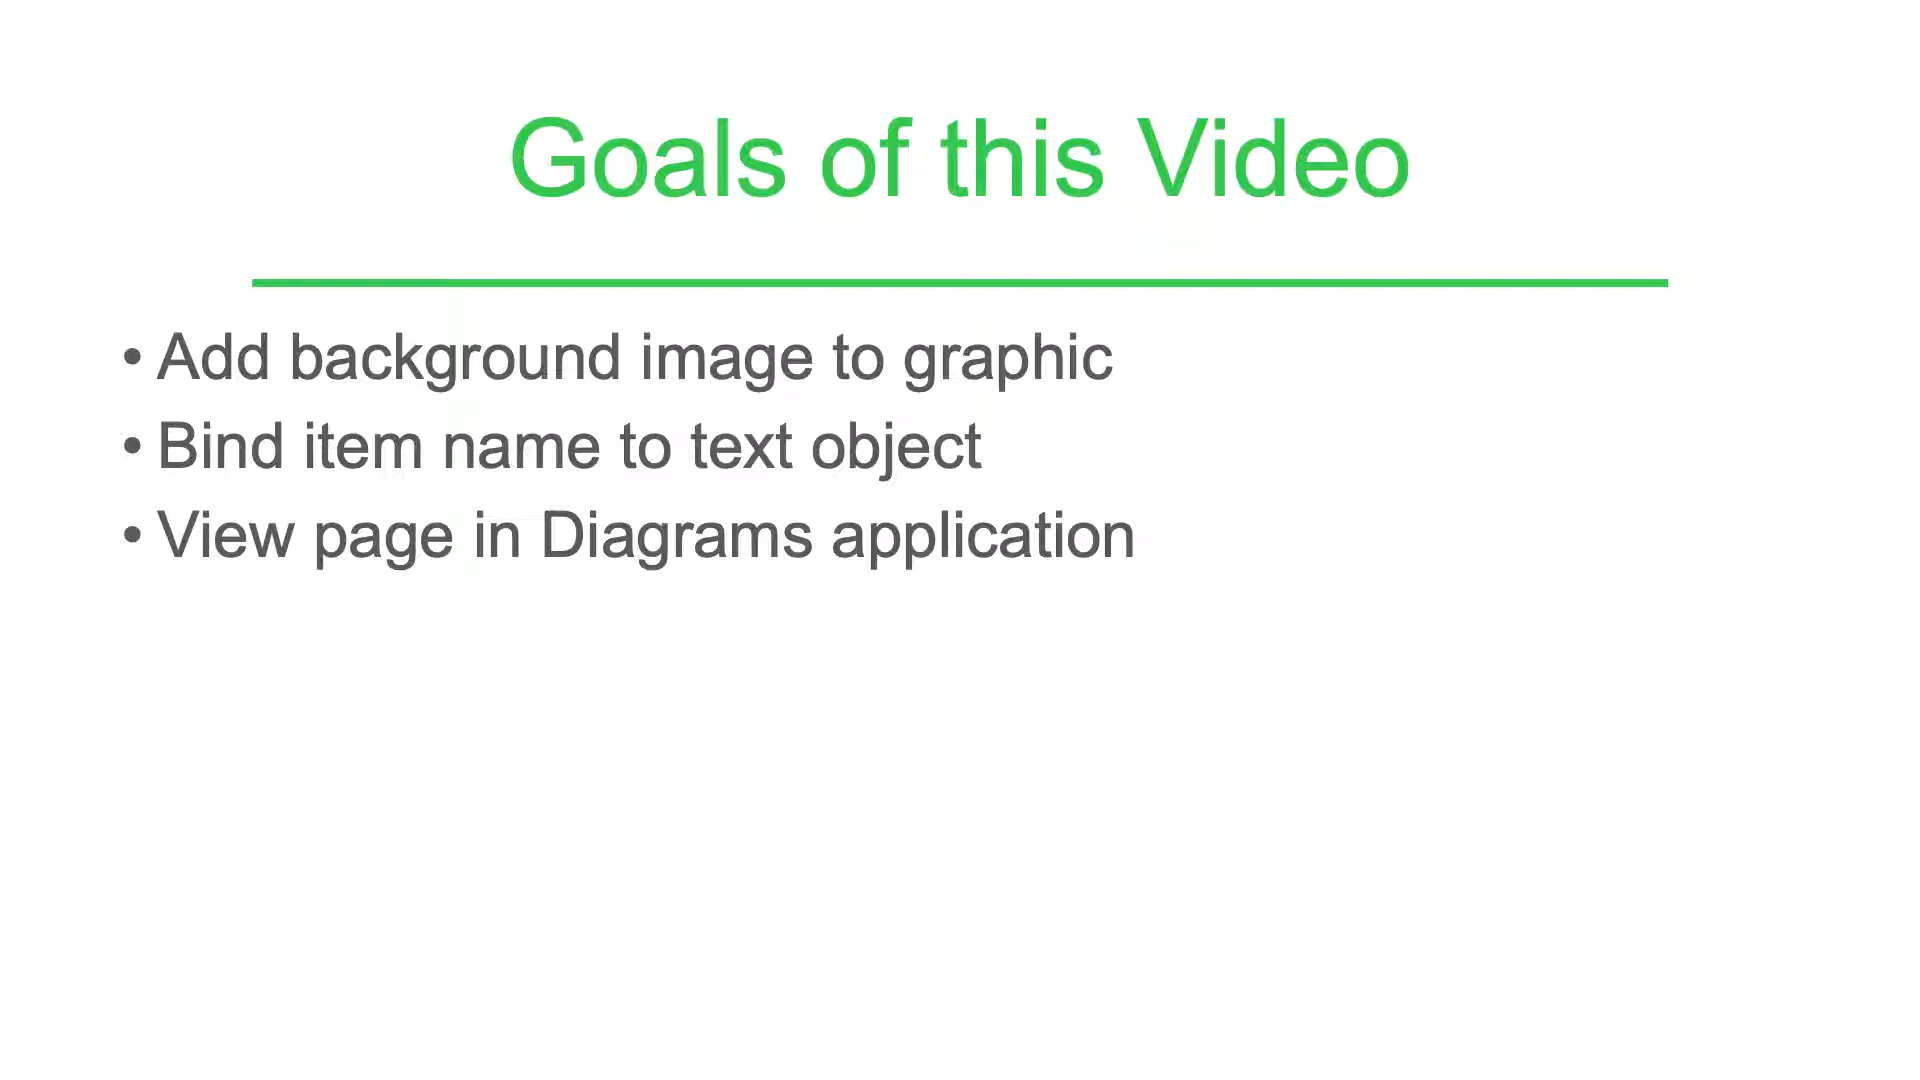 Goals of this Video
• Add background image to graphic
• Bind item name to text object
• View page in Diagrams application